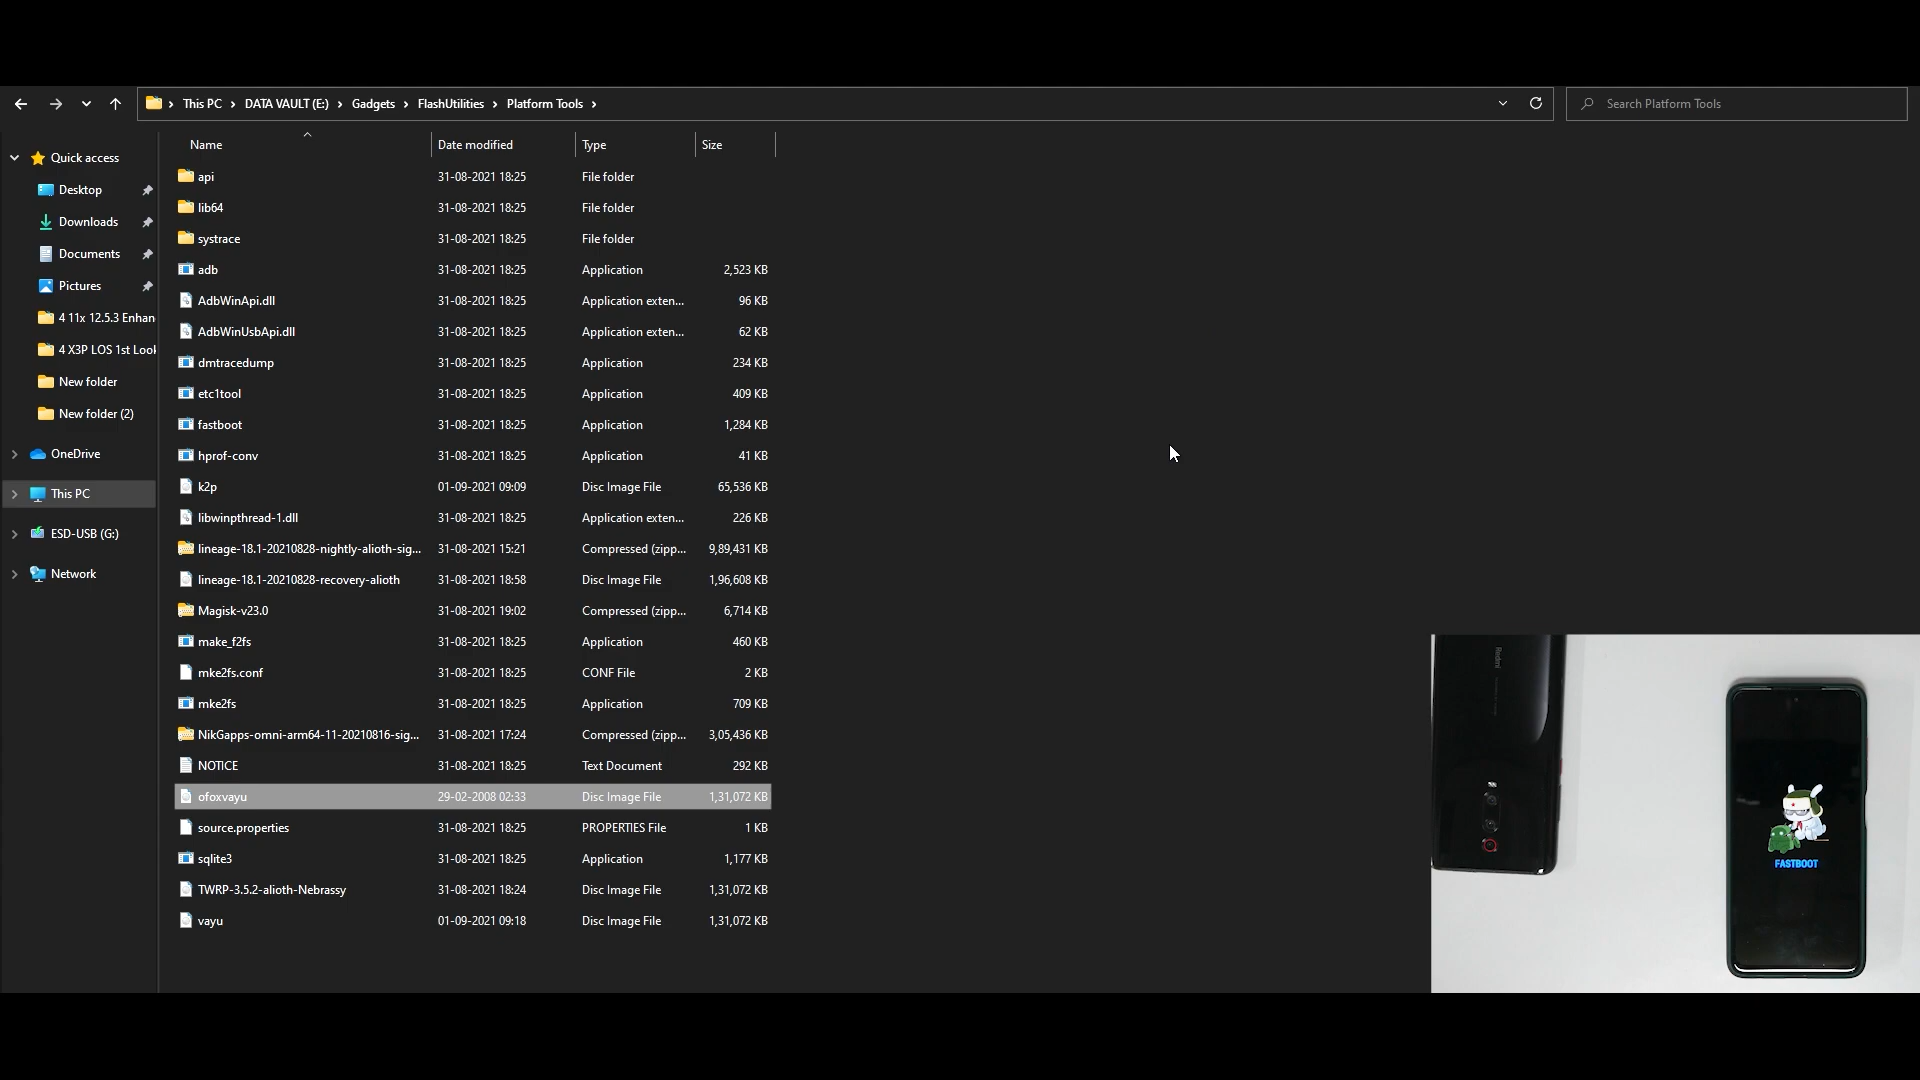 This PC > DATA VAULT (E:) > Gadgets > FlashUtilities > Platform Tools >
Search Platform Tools
Quick access
Desktop
Downloads
Documents
Pictures
4 11x 12.5.3 Enhan
4 X3P LOS 1st Look
New folder
New folder (2)
OneDrive
This PC
ESD-USB (G:)
Network
Name Date modified Type Size
api 31-08-2021 18:25 File folder
lib64 31-08-2021 18:25 File folder
systrace 31-08-2021 18:25 File folder
adb 31-08-2021 18:25 Application 2,523 KB
AdbWinApi.dll 31-08-2021 18:25 Application exten... 96 KB
AdbWinUsbApi.dll 31-08-2021 18:25 Application exten... 62 KB
dmtracedump 31-08-2021 18:25 Application 234 KB
etc1tool 31-08-2021 18:25 Application 409 KB
fastboot 31-08-2021 18:25 Application 1,284 KB
hprof-conv 31-08-2021 18:25 Application 41 KB
k2p 01-09-2021 09:09 Disc Image File 65,536 KB
libwinpthread-1.dll 31-08-2021 18:25 Application exten... 226 KB
lineage-18.1-20210828-nightly-alioth-sig... 31-08-2021 15:21 Compressed (zipp... 9,89,431 KB
lineage-18.1-20210828-recovery-alioth 31-08-2021 18:58 Disc Image File 1,96,608 KB
Magisk-v23.0 31-08-2021 19:02 Compressed (zipp... 6,714 KB
make_f2fs 31-08-2021 18:25 Application 460 KB
mke2fs.conf 31-08-2021 18:25 CONF File 2 KB
mke2fs 31-08-2021 18:25 Application 709 KB
NikGapps-omni-arm64-11-20210816-sig... 31-08-2021 17:24 Compressed (zipp... 3,05,436 KB
NOTICE 31-08-2021 18:25 Text Document 292 KB
ofoxvayu 29-02-2008 02:33 Disc Image File 1,31,072 KB
source.properties 31-08-2021 18:25 PROPERTIES File 1 KB
sqlite3 31-08-2021 18:25 Application 1,177 KB
TWRP-3.5.2-alioth-Nebrassy 31-08-2021 18:24 Disc Image File 1,31,072 KB
vayu 01-09-2021 09:18 Disc Image File 1,31,072 KB
Redmi
FASTBOOT